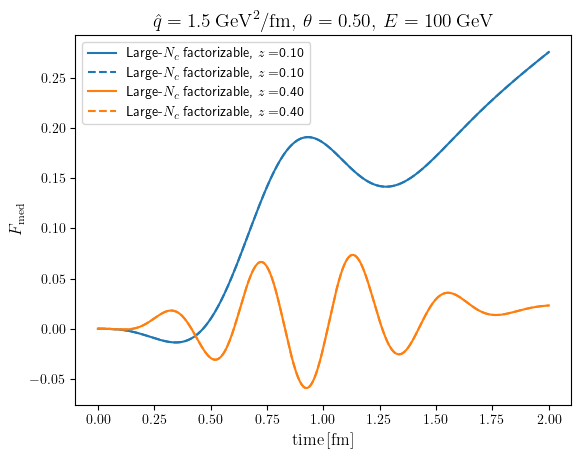 q̂ = 1.5 GeV²/fm, θ = 0.50, E = 100 GeV
Large-N_c factorizable, z =0.10
Large-N_c factorizable, z =0.10
Large-N_c factorizable, z =0.40
Large-N_c factorizable, z =0.40
F_med
0.25
0.20
0.15
0.10
0.05
0.00
−0.05
0.00 0.25 0.50 0.75 1.00 1.25 1.50 1.75 2.00
time [fm]